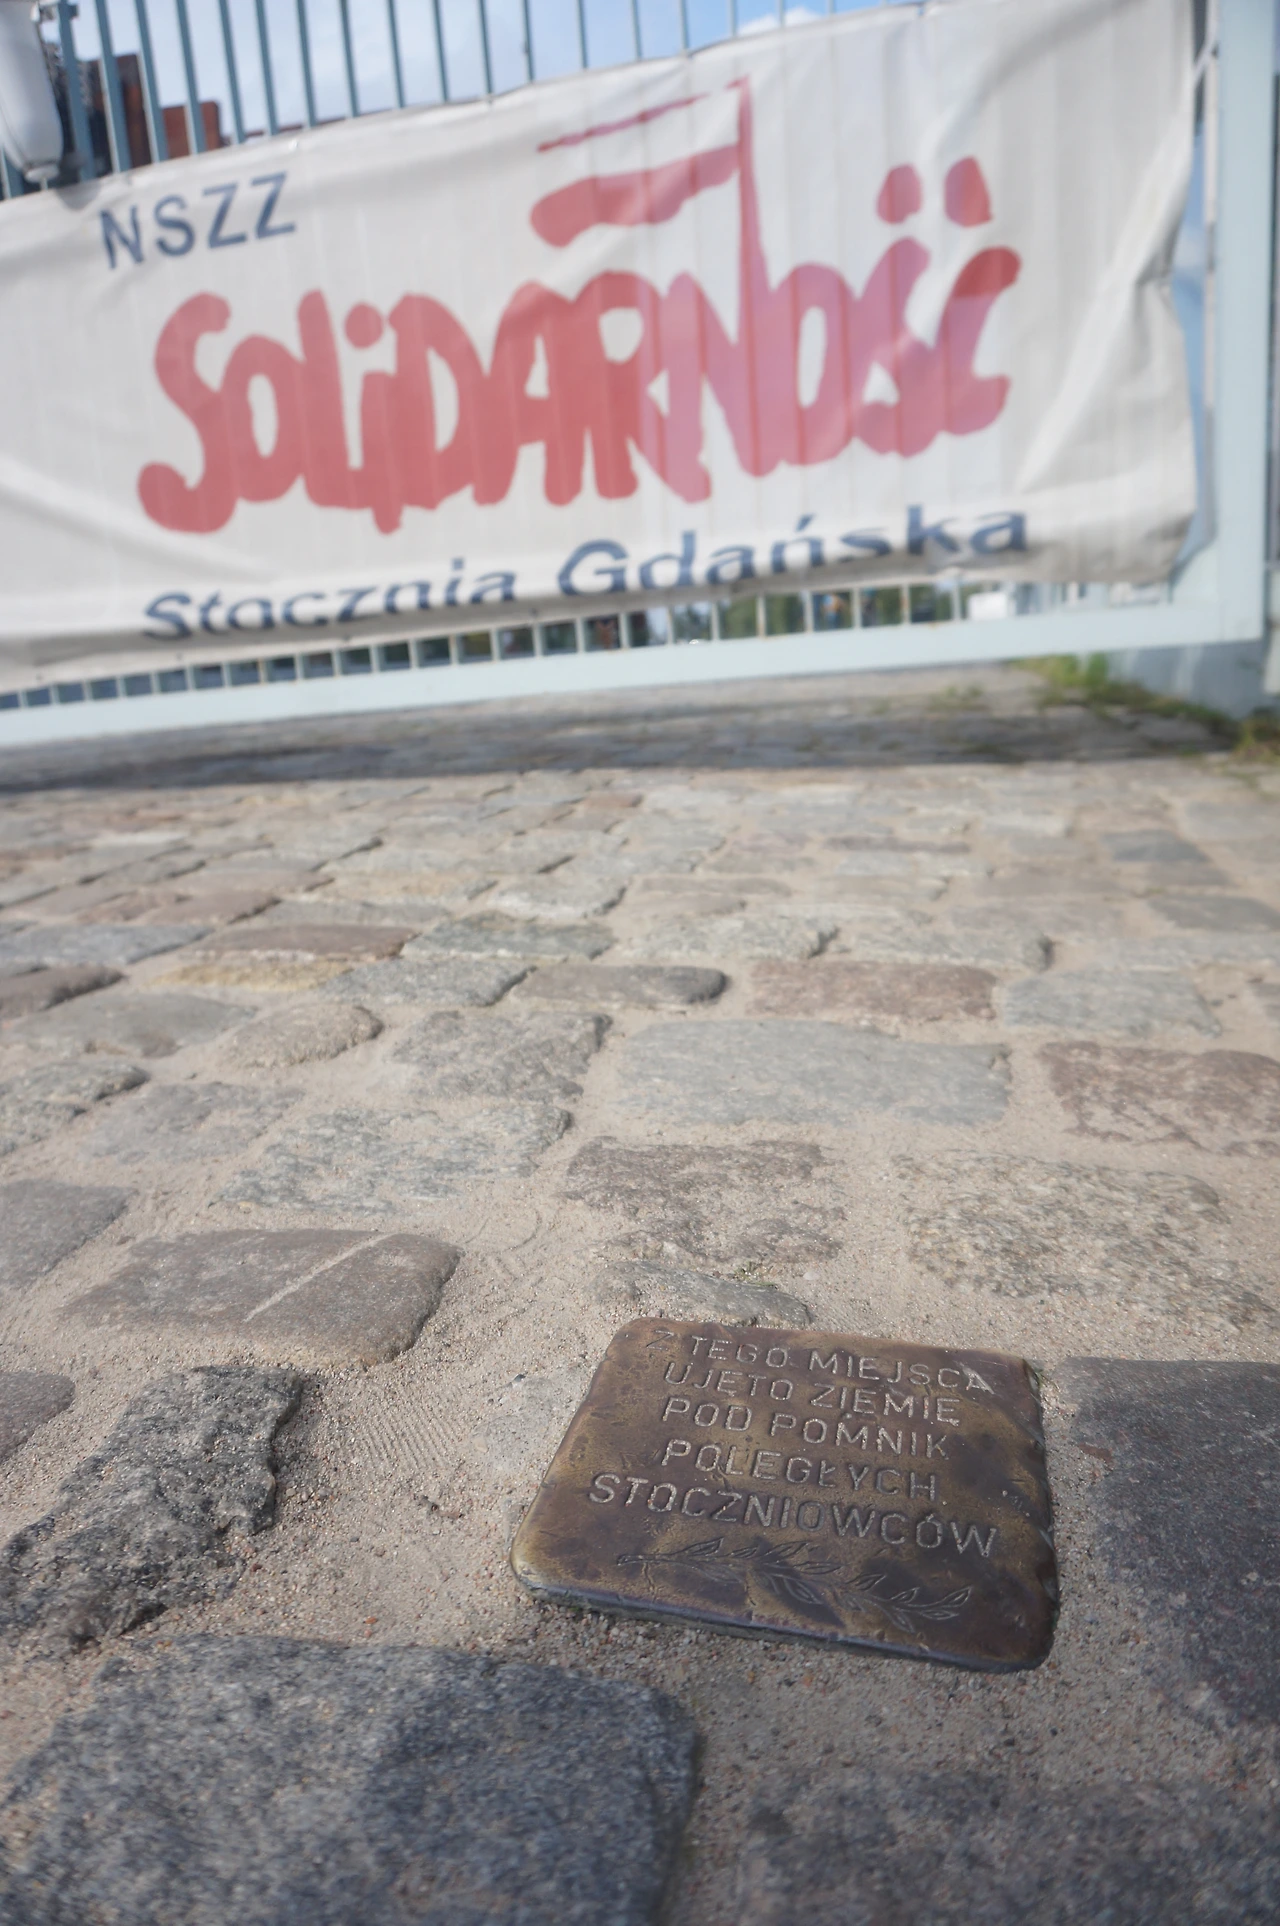 NSZZ
SOLiDARNOŚĆ
Stocznia Gdańska
Z TEGO MIEJSCA
UJĘTO ZIEMIĘ
POD POMNIK
POLEGŁYCH
STOCZNIOWCÓW